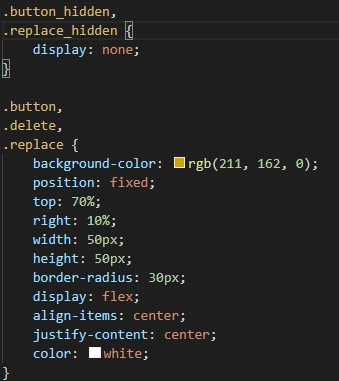 .button_hidden,
.replace_hidden {
display: none;
}
.button,
.delete,
.replace {
background-color: rgb(211, 162, 0);
position: fixed;
top: 70%;
right: 10%;
width: 50px;
height: 50px;
border-radius: 30px;
display: flex;
align-items: center;
justify-content: center;
color: white;
}